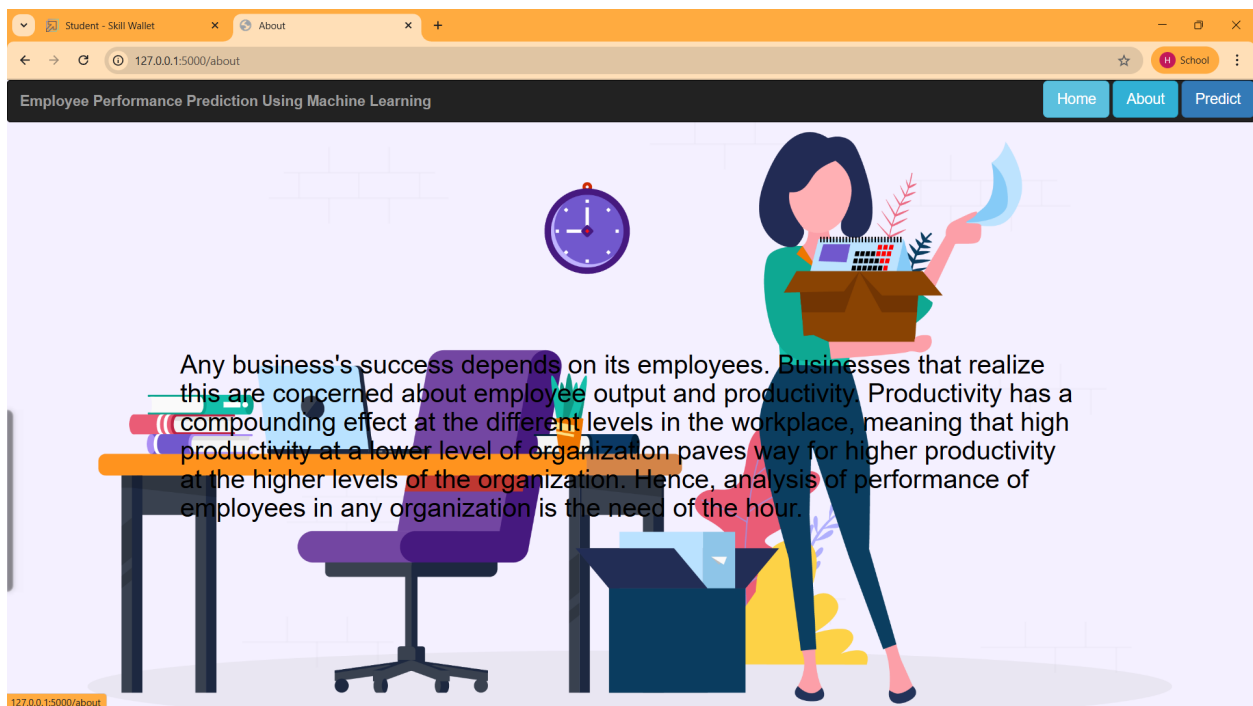 Student - Skill Wallet
About
127.0.0.1:5000/about
H School
Employee Performance Prediction Using Machine Learning
Home About Predict
Any business's success depends on its employees. Businesses that realize
this are concerned about employee output and productivity. Productivity has a
compounding effect at the different levels in the workplace, meaning that high
productivity at a lower level of organization paves way for higher productivity
at the higher levels of the organization. Hence, analysis of performance of
employees in any organization is the need of the hour.
127.0.0.1:5000/about